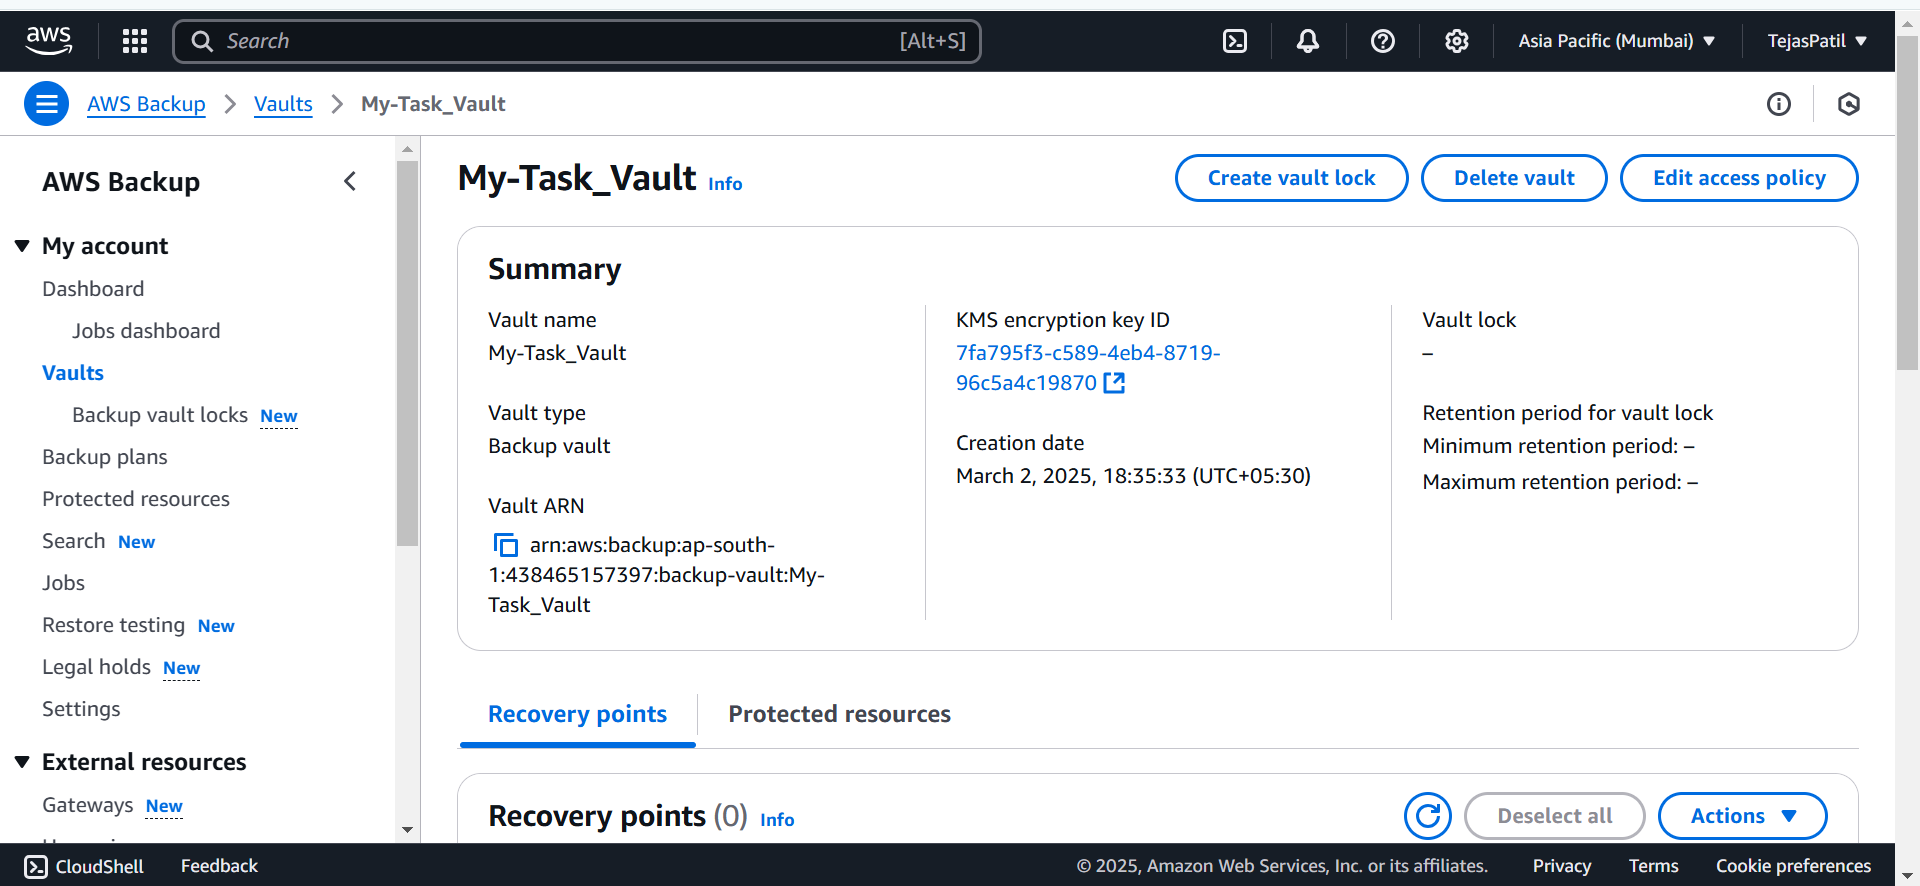 aws
Search
[Alt+S]
Asia Pacific (Mumbai)
TejasPatil
AWS Backup
Vaults
My-Task_Vault
AWS Backup
My account
Dashboard
Jobs dashboard
Vaults
Backup vault locks New
Backup plans
Protected resources
Search New
Jobs
Restore testing New
Legal holds New
Settings
External resources
Gateways New
My-Task_Vault Info
Create vault lock
Delete vault
Edit access policy
Summary
Vault name
My-Task_Vault
Vault type
Backup vault
Vault ARN
arn:aws:backup:ap-south-
1:438465157397:backup-vault:My-
Task_Vault
KMS encryption key ID
7fa795f3-c589-4eb4-8719-
96c5a4c19870
Creation date
March 2, 2025, 18:35:33 (UTC+05:30)
Vault lock
–
Retention period for vault lock
Minimum retention period: –
Maximum retention period: –
Recovery points
Protected resources
Recovery points (0) Info
Deselect all
Actions
CloudShell
Feedback
© 2025, Amazon Web Services, Inc. or its affiliates.
Privacy
Terms
Cookie preferences